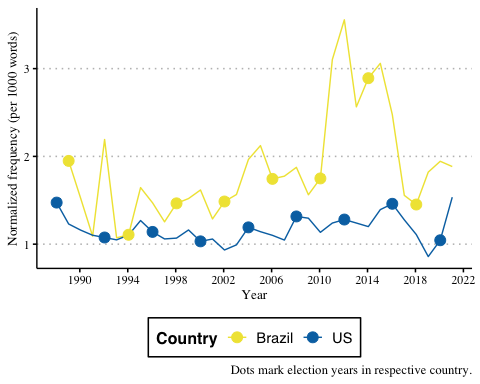 Normalized frequency (per 1000 words)
3
2
1
1990 1994 1998 2002 2006 2010 2014 2018 2022
Year
Country Brazil US
Dots mark election years in respective country.